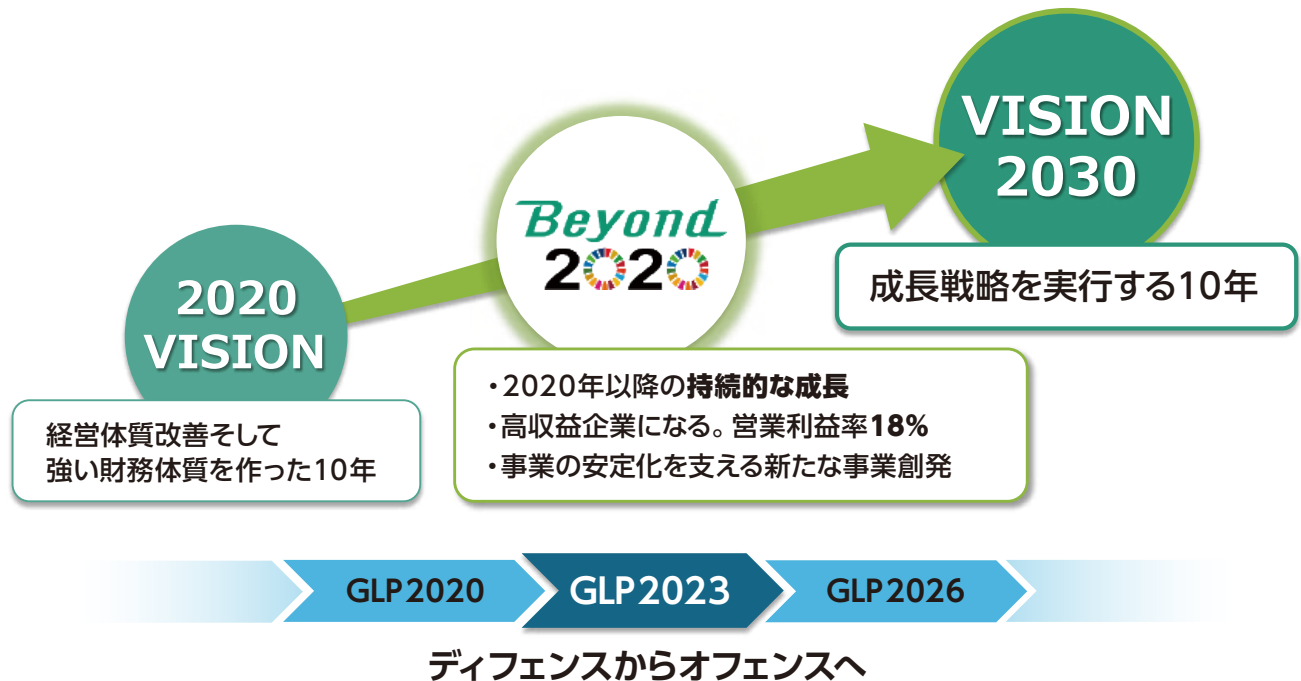 2020
VISION
経営体質改善そして
強い財務体質を作った10年
Beyond
2020
・2020年以降の持続的な成長
・高収益企業になる。営業利益率18%
・事業の安定化を支える新たな事業創発
VISION
2030
成長戦略を実行する10年
GLP2020
GLP2023
GLP2026
ディフェンスからオフェンスへ